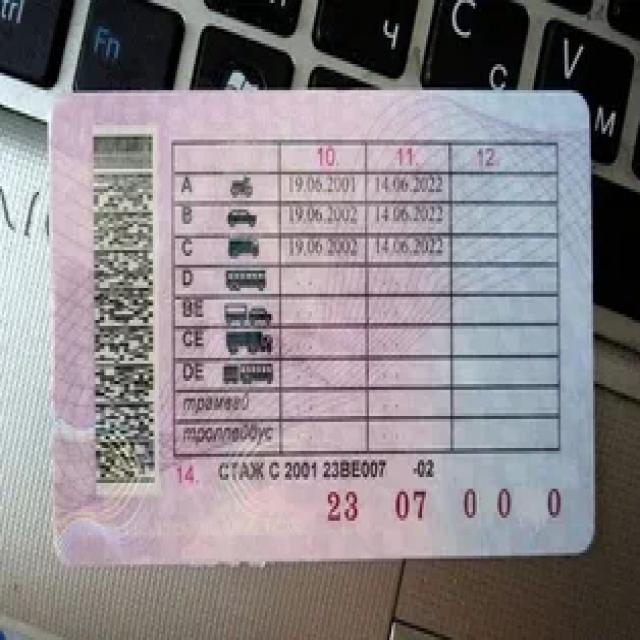 trl
Fn
Ч
C
С
V
М
10. 11. 12.
A 19.06.2001 14.06.2022
B 19.06.2002 14.06.2022
C 19.06.2002 14.06.2022
D
BE
CE
DE
трамвай
троллейбус
14. СТАЖ С 2001 23ВЕ007 -02
23 07 0 0 0